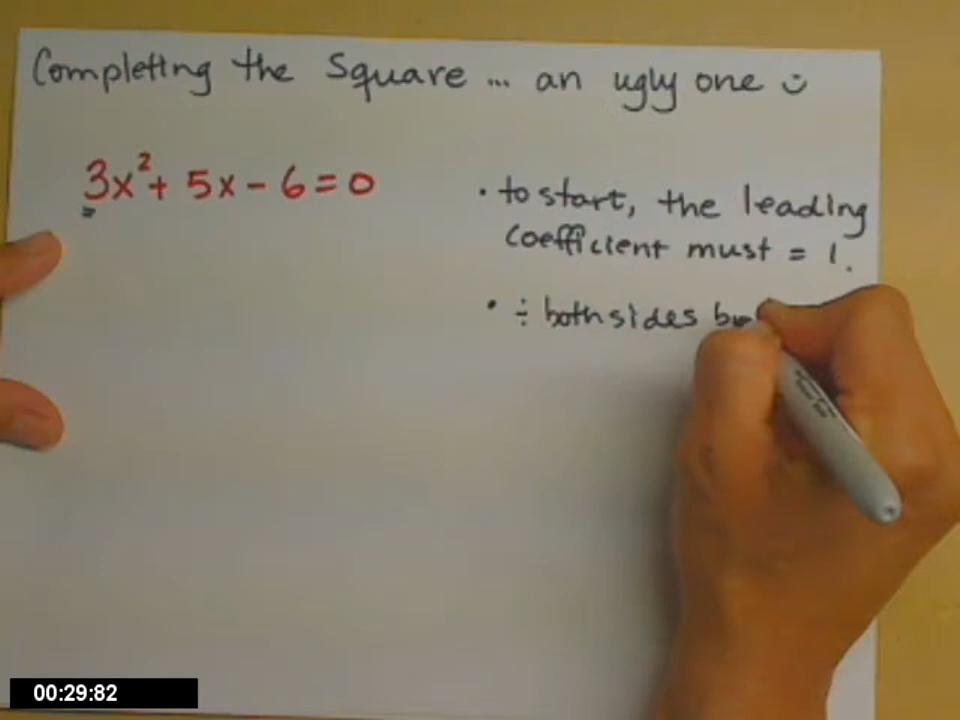 Completing the Square ... an ugly one
3x²+ 5x - 6 = 0
· to start, the leading
coefficient must = 1.
· ÷ both sides
00:29:82